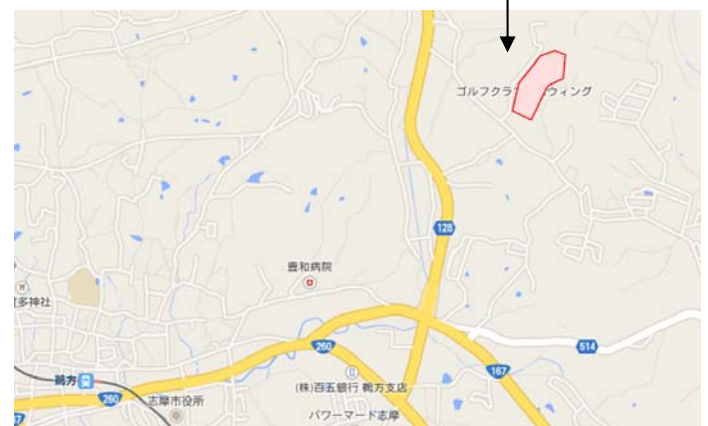 ゴルフクラ
ウィング
128
豊和病院
多神社
260
514
167
(株)百五銀行 鵜方支店
鵜方
260
志摩市役所
パワーマード志摩